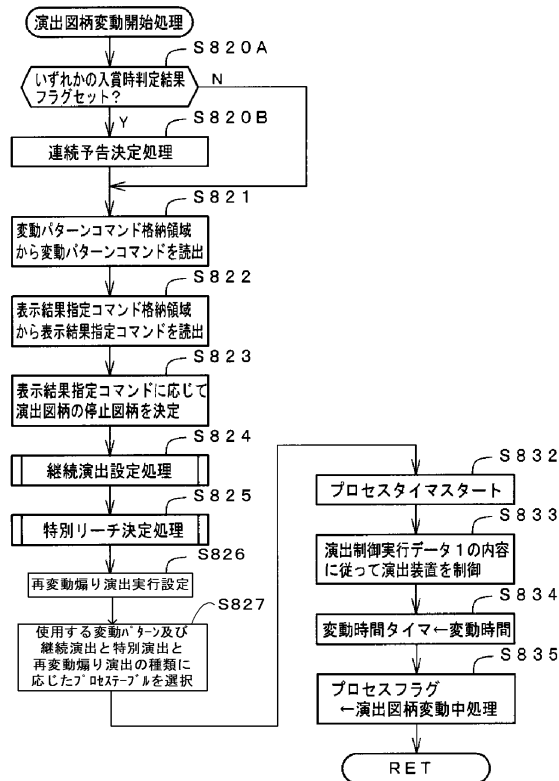 演出図柄変動開始処理
S820A
いずれかの入賞時判定結果
フラグセット?
N
Y
S820B
連続予告決定処理
S821
変動パターンコマンド格納領域
から変動パターンコマンドを読出
S822
表示結果指定コマンド格納領域
から表示結果指定コマンドを読出
S823
表示結果指定コマンドに応じて
演出図柄の停止図柄を決定
S824
継続演出設定処理
S825
特別リーチ決定処理
S826
再変動煽り演出実行設定
S827
使用する変動パターン及び
継続演出と特別演出と
再変動煽り演出の種類に
応じたプロセステーブルを選択
S832
プロセスタイマスタート
S833
演出制御実行データ1の内容
に従って演出装置を制御
S834
変動時間タイマ←変動時間
S835
プロセスフラグ
←演出図柄変動中処理
RET